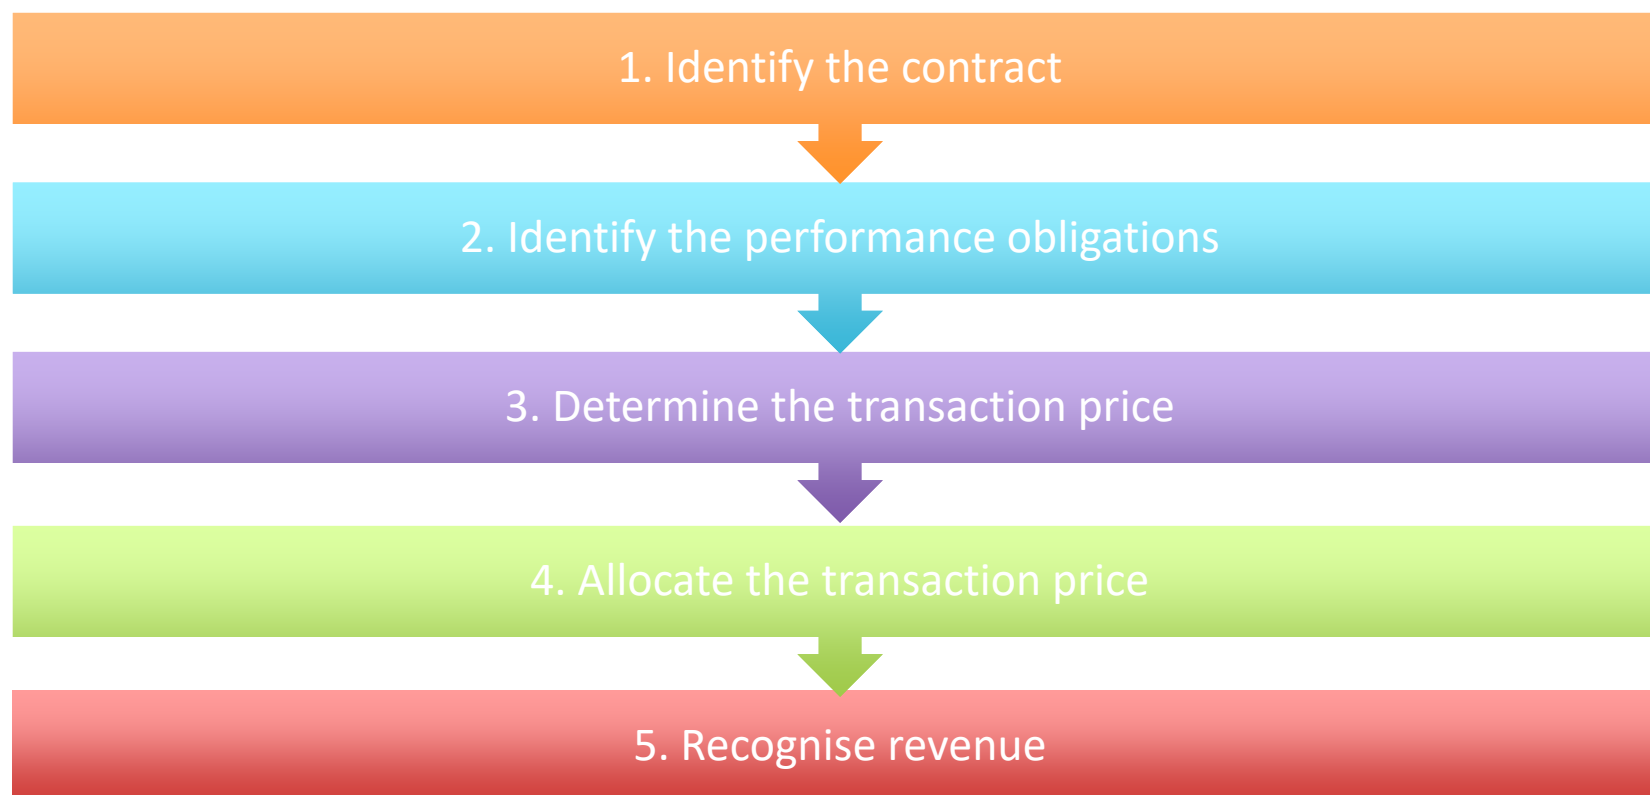 1. Identify the contract
2. Identify the performance obligations
3. Determine the transaction price
4. Allocate the transaction price
5. Recognise revenue